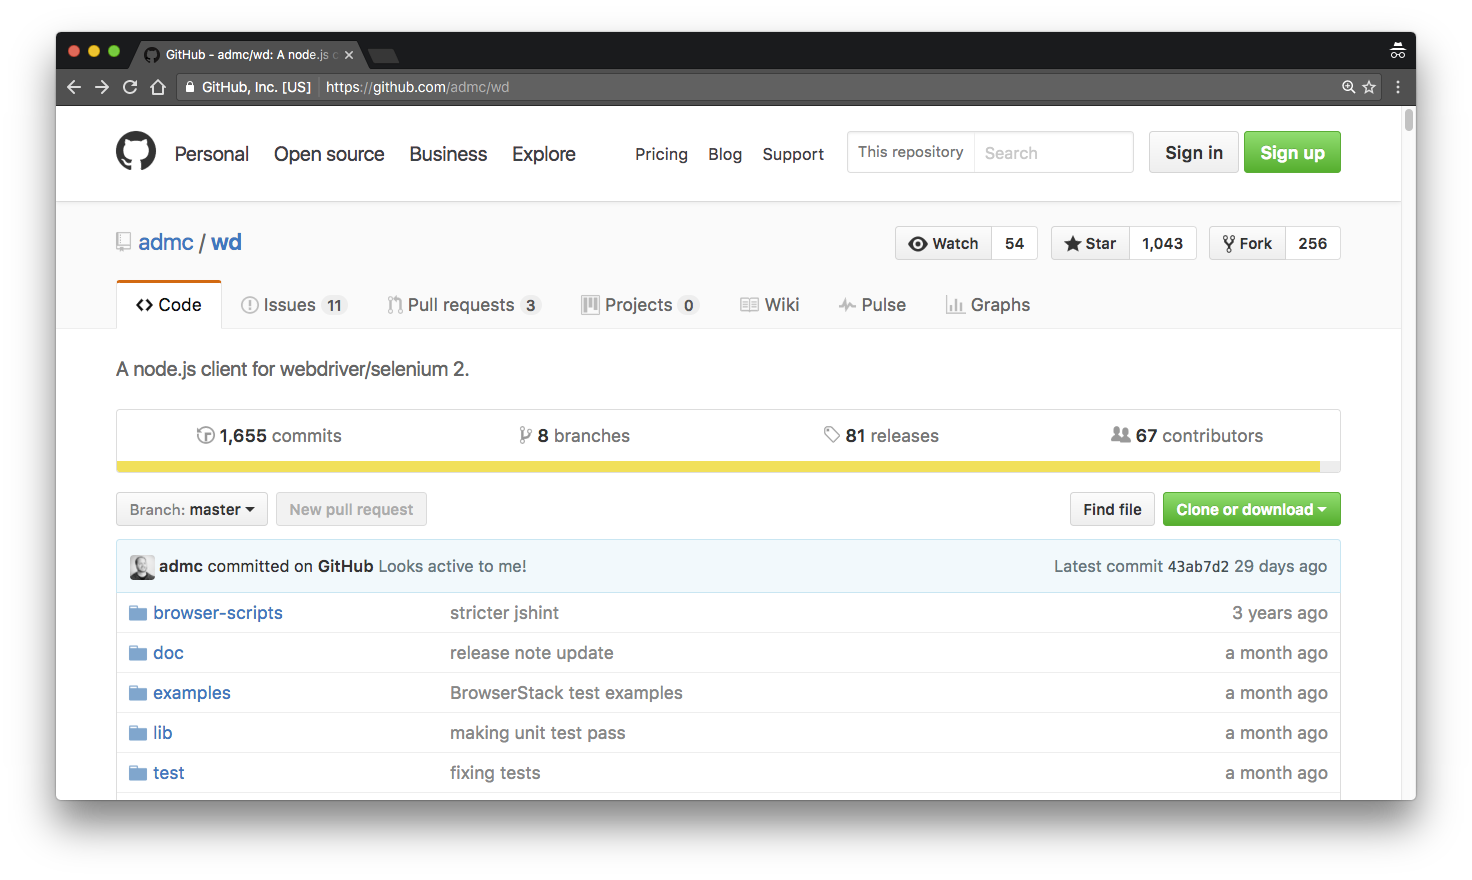 GitHub - admc/wd: A node.js c
GitHub, Inc. [US] https://github.com/admc/wd
Personal Open source Business Explore Pricing Blog Support This repository Search Sign in Sign up
admc / wd Watch 54 Star 1,043 Fork 256
Code Issues 11 Pull requests 3 Projects 0 Wiki Pulse Graphs
A node.js client for webdriver/selenium 2.
1,655 commits 8 branches 81 releases 67 contributors
Branch: master New pull request Find file Clone or download
admc committed on GitHub Looks active to me! Latest commit 43ab7d2 29 days ago
browser-scripts stricter jshint 3 years ago
doc release note update a month ago
examples BrowserStack test examples a month ago
lib making unit test pass a month ago
test fixing tests a month ago